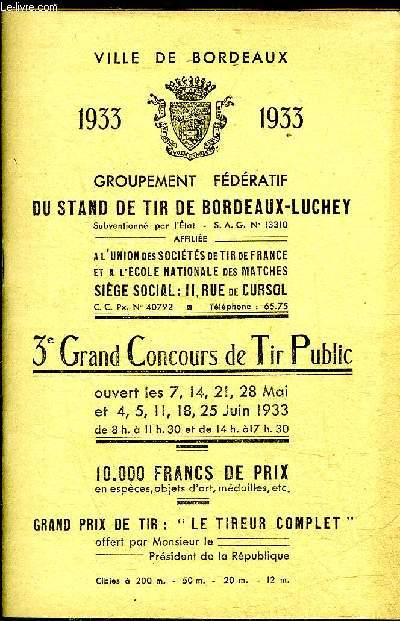 © Le-livre.fr
VILLE DE BORDEAUX
1933 1933
GROUPEMENT FÉDÉRATIF
DU STAND DE TIR DE BORDEAUX-LUCHEY
Subventionné par l'État - S. A. G. N° 13310
AFFILIÉE
A L'UNION DES SOCIÉTÉS DE TIR DE FRANCE
ET A L'ECOLE NATIONALE DES MATCHES
SIÈGE SOCIAL : 11, RUE DE CURSOL
C. C. Px. N° 40792 ■ Téléphone : 65.75
3e Grand Concours de Tir Public
ouvert les 7, 14, 21, 28 Mai
et 4, 5, 11, 18, 25 Juin 1933
de 8 h. à 11 h. 30 et de 14 h. à 17 h. 30
10.000 FRANCS DE PRIX
en espèces, objets d'art, médailles, etc.
GRAND PRIX DE TIR : " LE TIREUR COMPLET "
offert par Monsieur le
Président de la République
Cibles à 200 m. - 50 m. - 20 m. - 12 m.